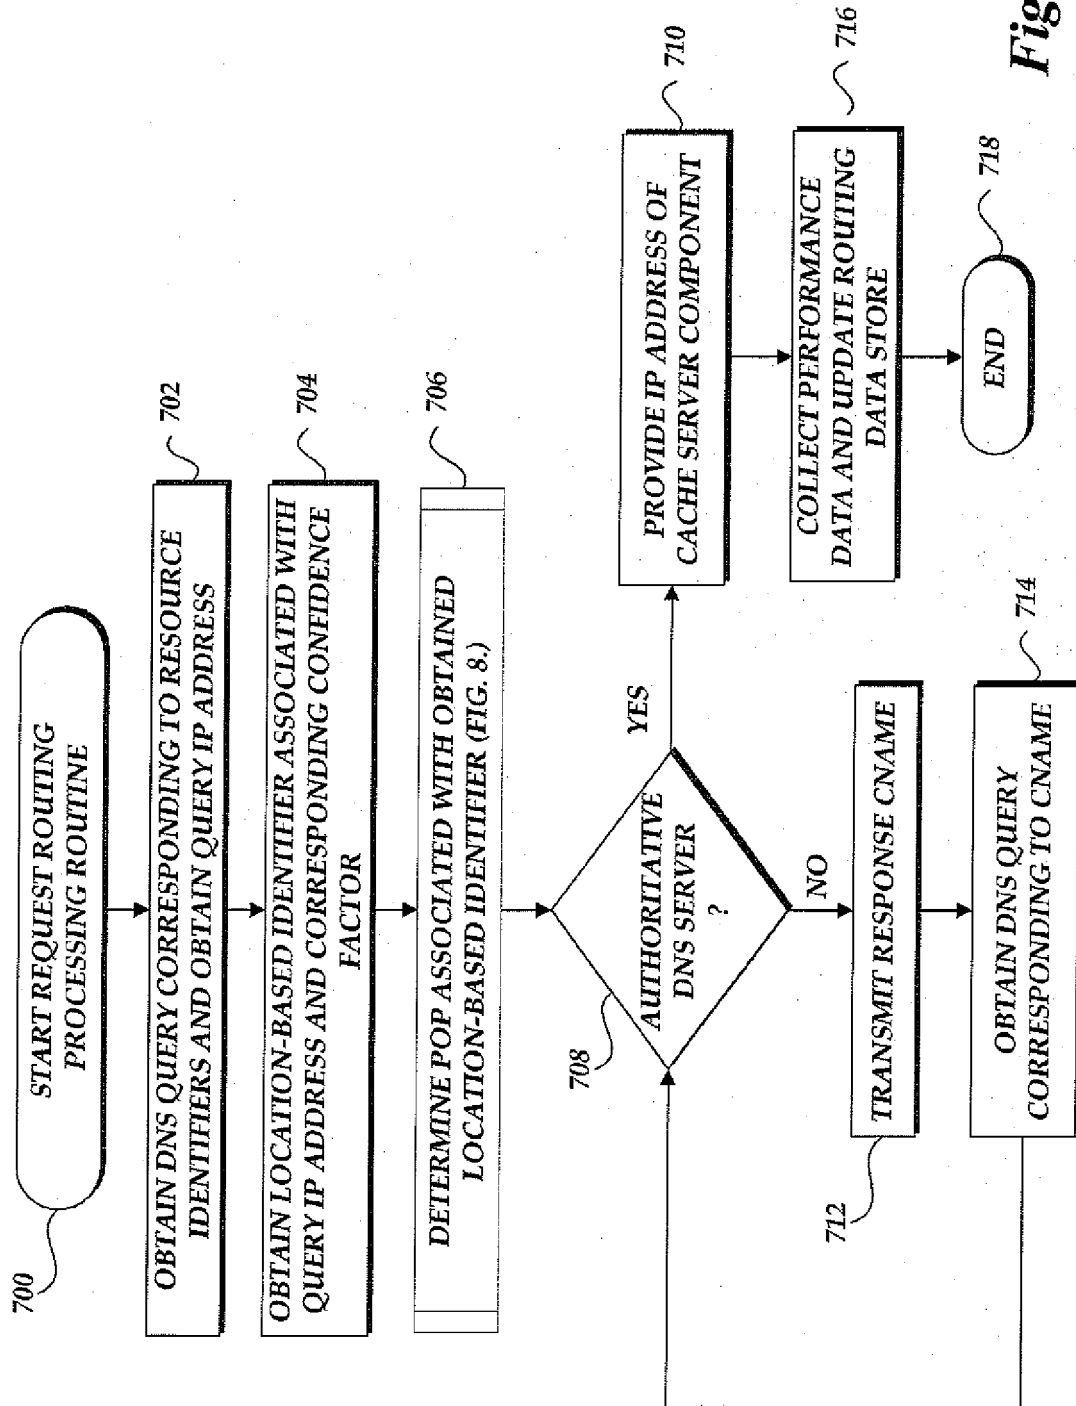 700
START REQUEST ROUTING
PROCESSING ROUTINE
702
OBTAIN DNS QUERY CORRESPONDING TO RESOURCE
IDENTIFIERS AND OBTAIN QUERY IP ADDRESS
704
OBTAIN LOCATION-BASED IDENTIFIER ASSOCIATED WITH
QUERY IP ADDRESS AND CORRESPONDING CONFIDENCE
FACTOR
706
DETERMINE POP ASSOCIATED WITH OBTAINED
LOCATION-BASED IDENTIFIER (FIG. 8.)
708
AUTHORITATIVE
DNS SERVER
?
YES
710
PROVIDE IP ADDRESS OF
CACHE SERVER COMPONENT
716
COLLECT PERFORMANCE
DATA AND UPDATE ROUTING
DATA STORE
718
END
NO
712
TRANSMIT RESPONSE CNAME
714
OBTAIN DNS QUERY
CORRESPONDING TO CNAME
Fig